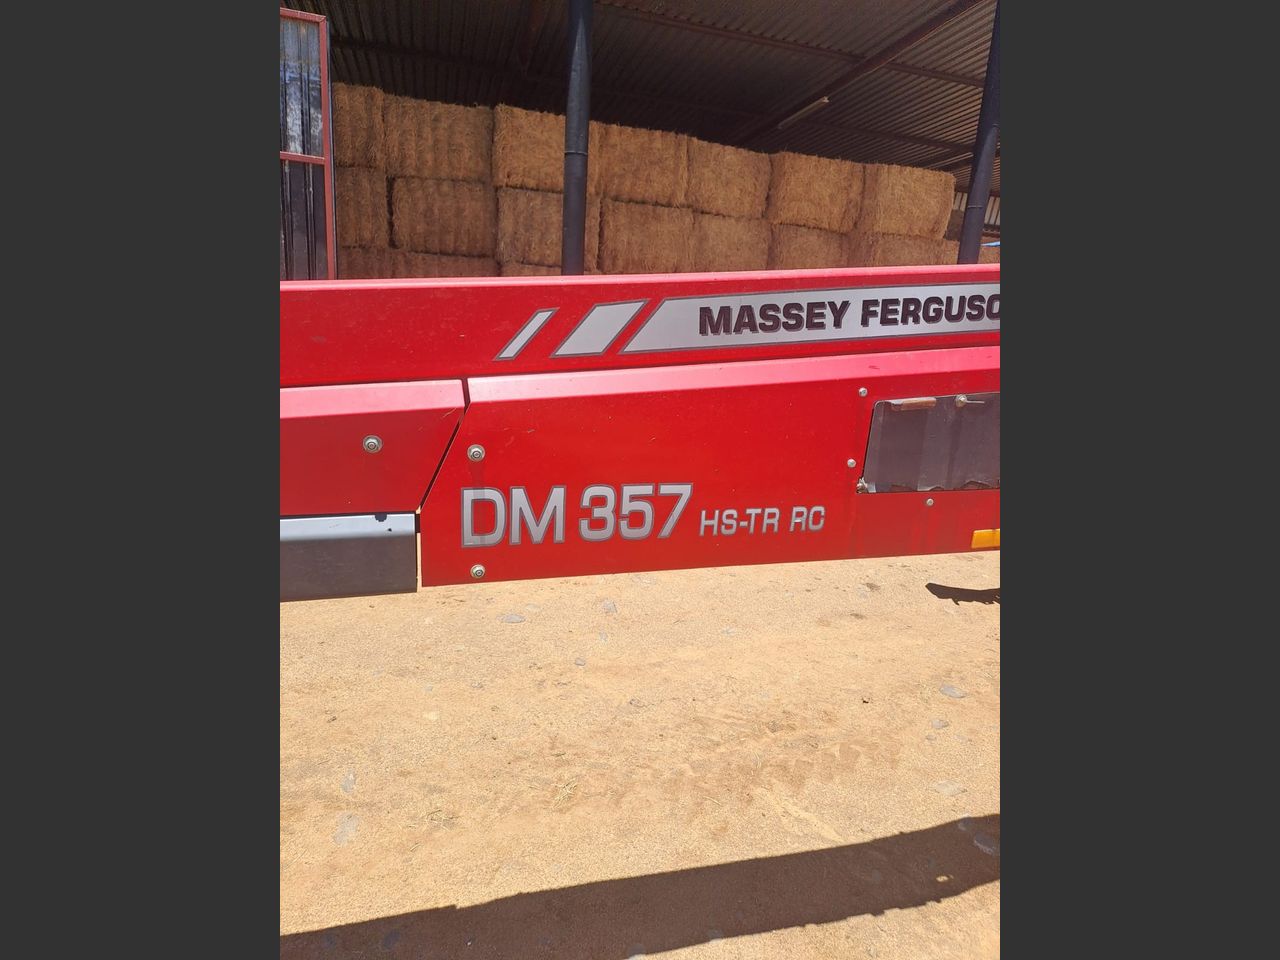 MASSEY FERGUSO
DM 357 HS-TR RC